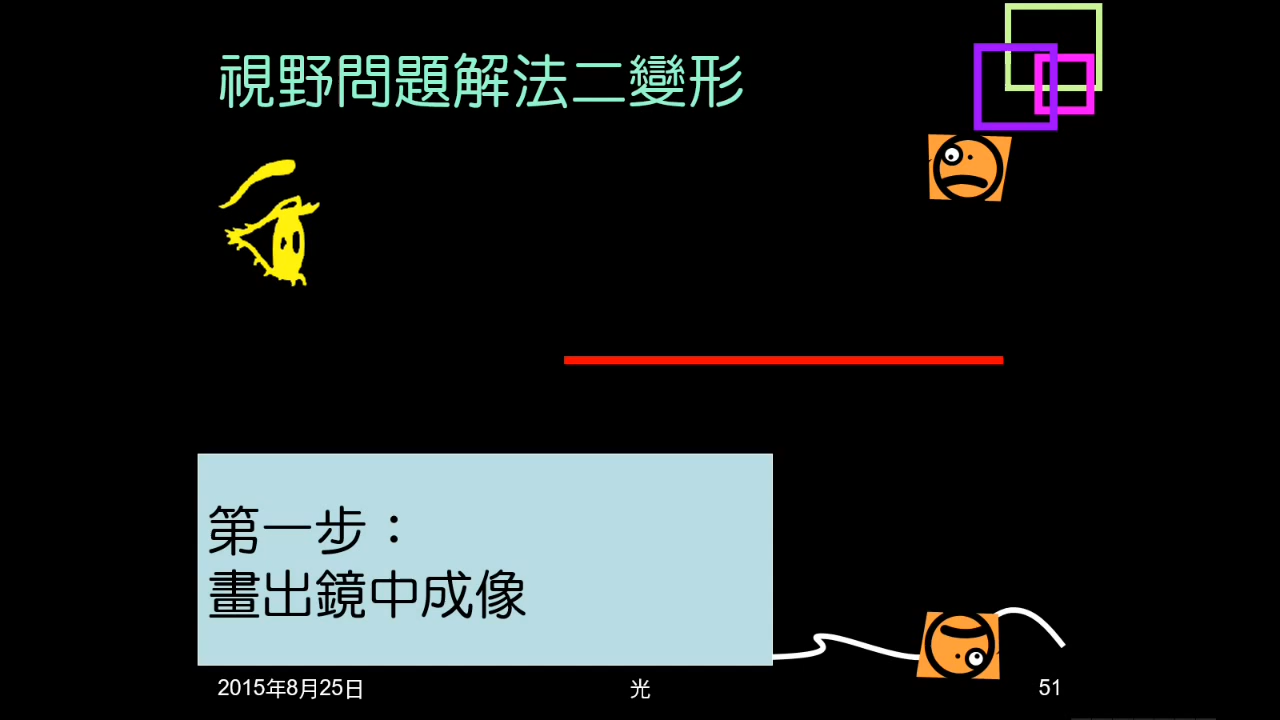 視野問題解法二變形
第一步：
畫出鏡中成像
2015年8月25日
光
51